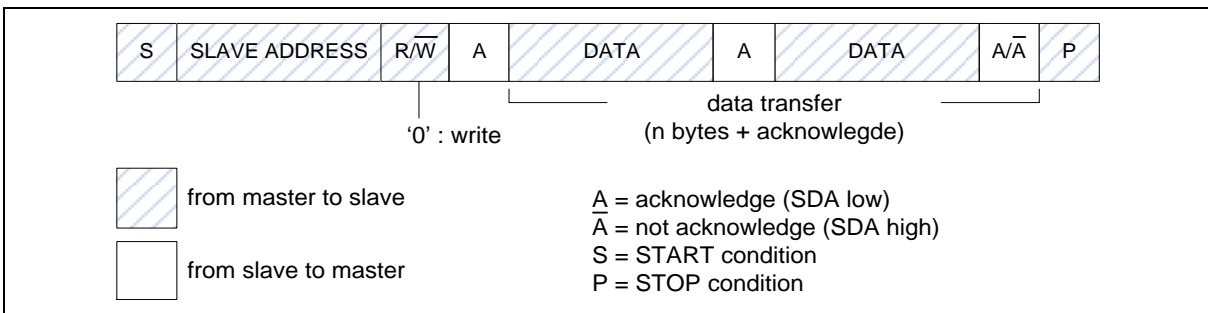 S SLAVE ADDRESS R/W̅ A DATA A DATA A/A̅ P
data transfer
(n bytes + acknowlegde)
'0' : write
from master to slave
from slave to master
A = acknowledge (SDA low)
A̅ = not acknowledge (SDA high)
S = START condition
P = STOP condition